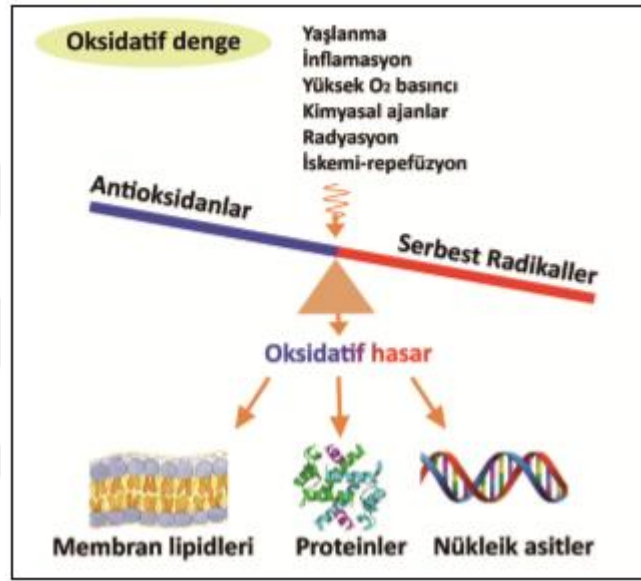 Oksidatif denge
Yaşlanma
İnflamasyon
Yüksek O₂ basıncı
Kimyasal ajanlar
Radyasyon
İskemi-repefüzyon
Antioksidanlar
Serbest Radikaller
Oksidatif hasar
Membran lipidleri
Proteinler
Nükleik asitler